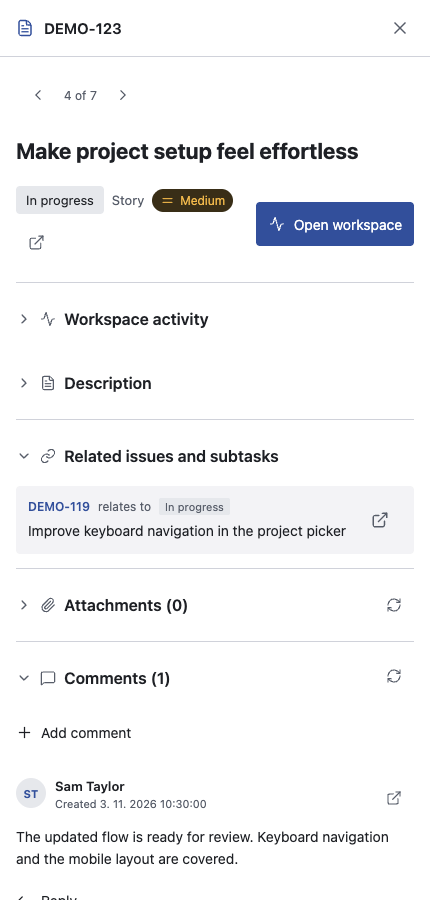 DEMO-123
4 of 7
Make project setup feel effortless
In progress Story Medium
Open workspace
Workspace activity
Description
Related issues and subtasks
DEMO-119 relates to In progress
Improve keyboard navigation in the project picker
Attachments (0)
Comments (1)
Add comment
ST
Sam Taylor
Created 3. 11. 2026 10:30:00
The updated flow is ready for review. Keyboard navigation
and the mobile layout are covered.
Reply